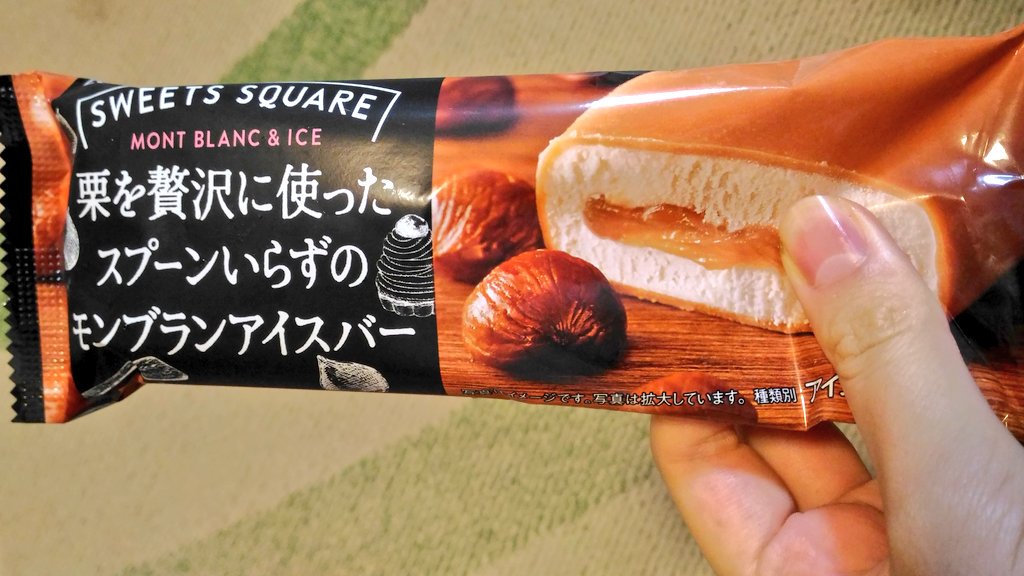 SWEETS SQUARE
MONT BLANC & ICE
栗を贅沢に使った
スプーンいらずの
モンブランアイスバー
イメージです。写真は拡大しています。 種類別 アイ